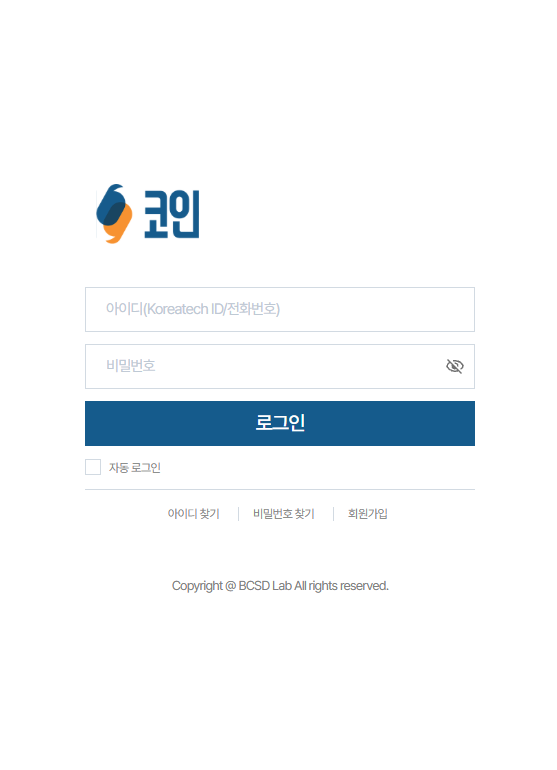 코인
아이디(Koreatech ID/전화번호)
비밀번호
로그인
자동 로그인
아이디 찾기
비밀번호 찾기
회원가입
Copyright @ BCSD Lab All rights reserved.